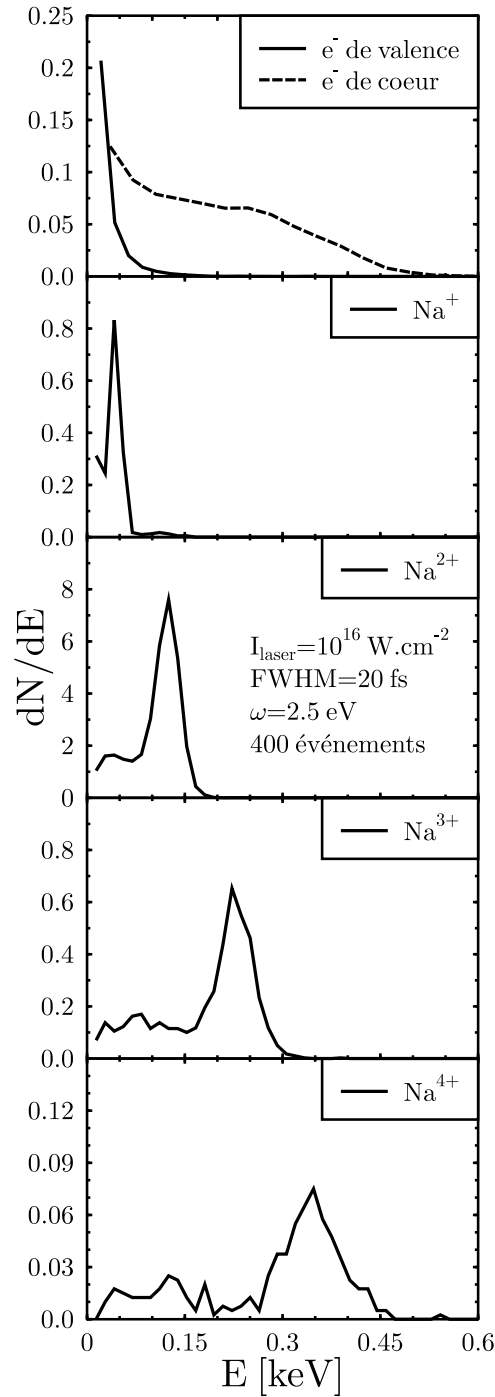 0.25
0.20
0.15
0.10
0.05
0.0
e⁻ de valence
e⁻ de coeur
0.8
0.6
0.4
0.2
0.0
Na⁺
8
6
4
2
0
Na²⁺
I_laser=10¹⁶ W.cm⁻²
FWHM=20 fs
ω=2.5 eV
400 événements
dN/dE
0.8
0.6
0.4
0.2
0.0
Na³⁺
0.12
0.09
0.06
0.03
0.0
Na⁴⁺
0 0.15 0.3 0.45 0.6
E [keV]